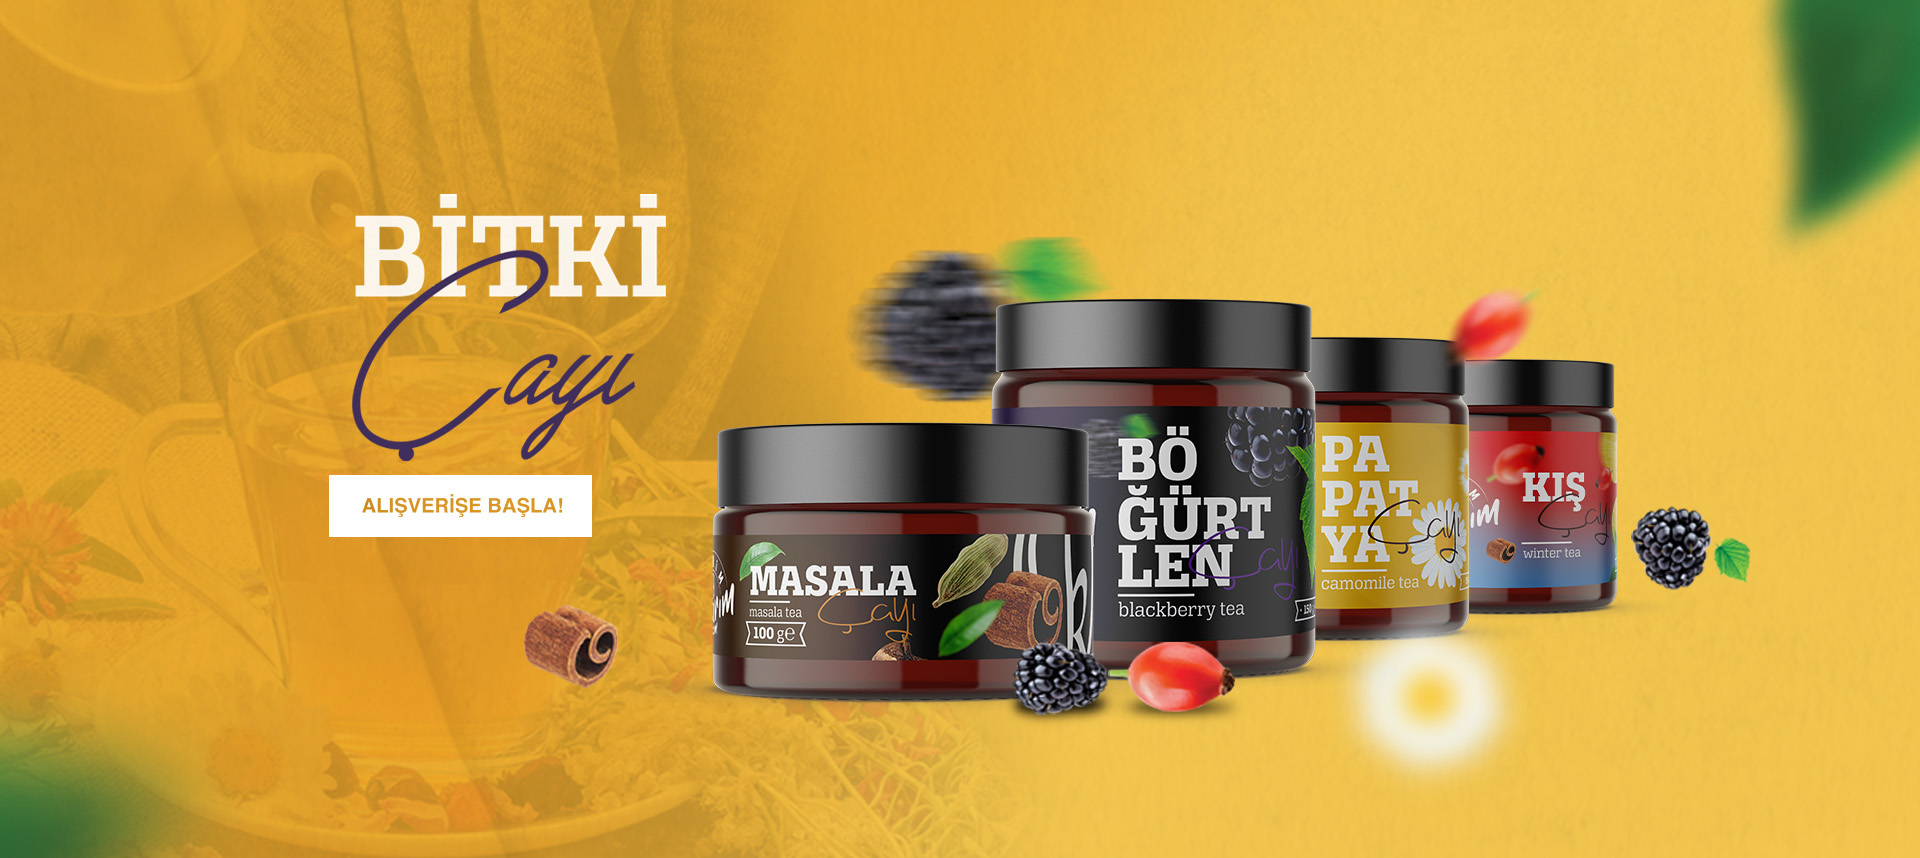 BİTKİ
Çayı
ALIŞVERİŞE BAŞLA!
MASALA
Çayı
masala tea
100 ge
BÖ
ĞÜRT
LEN
Çayı
blackberry tea
PA
PAT
YA
Çayı
camomile tea
KIŞ
Çayı
winter tea